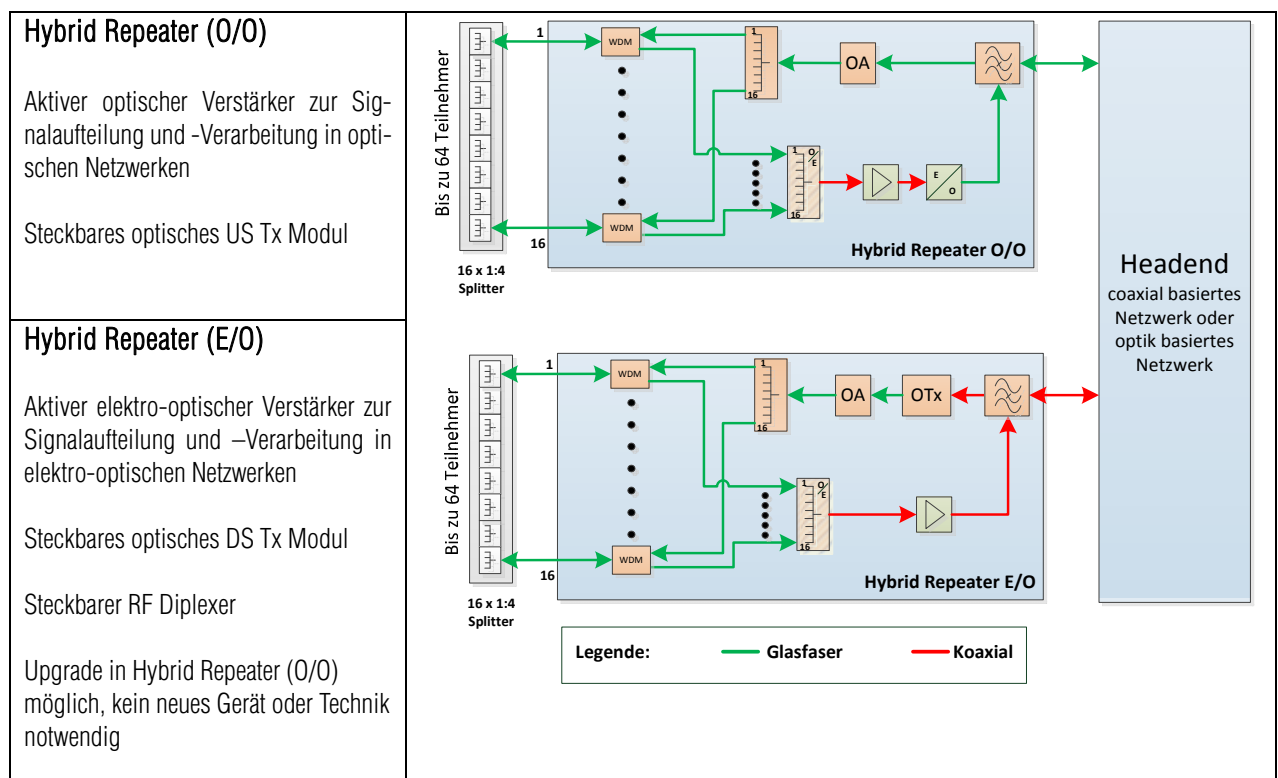 Hybrid Repeater (O/O)
Aktiver optischer Verstärker zur Sig-
nalaufteilung und -Verarbeitung in opti-
schen Netzwerken
Steckbares optisches US Tx Modul
Bis zu 64 Teilnehmer
16 x 1:4
Splitter
1
16
WDM
WDM
1
16
OA
1
O
E
16
E
O
Hybrid Repeater O/O
Headend
coaxial basiertes
Netzwerk oder
optik basiertes
Netzwerk
Hybrid Repeater (E/O)
Aktiver elektro-optischer Verstärker zur
Signalaufteilung und –Verarbeitung in
elektro-optischen Netzwerken
Steckbares optisches DS Tx Modul
Steckbarer RF Diplexer
Upgrade in Hybrid Repeater (O/O)
möglich, kein neues Gerät oder Technik
notwendig
Bis zu 64 Teilnehmer
16 x 1:4
Splitter
1
16
WDM
WDM
1
16
OA
OTx
1
O
E
16
Hybrid Repeater E/O
Legende:
Glasfaser
Koaxial